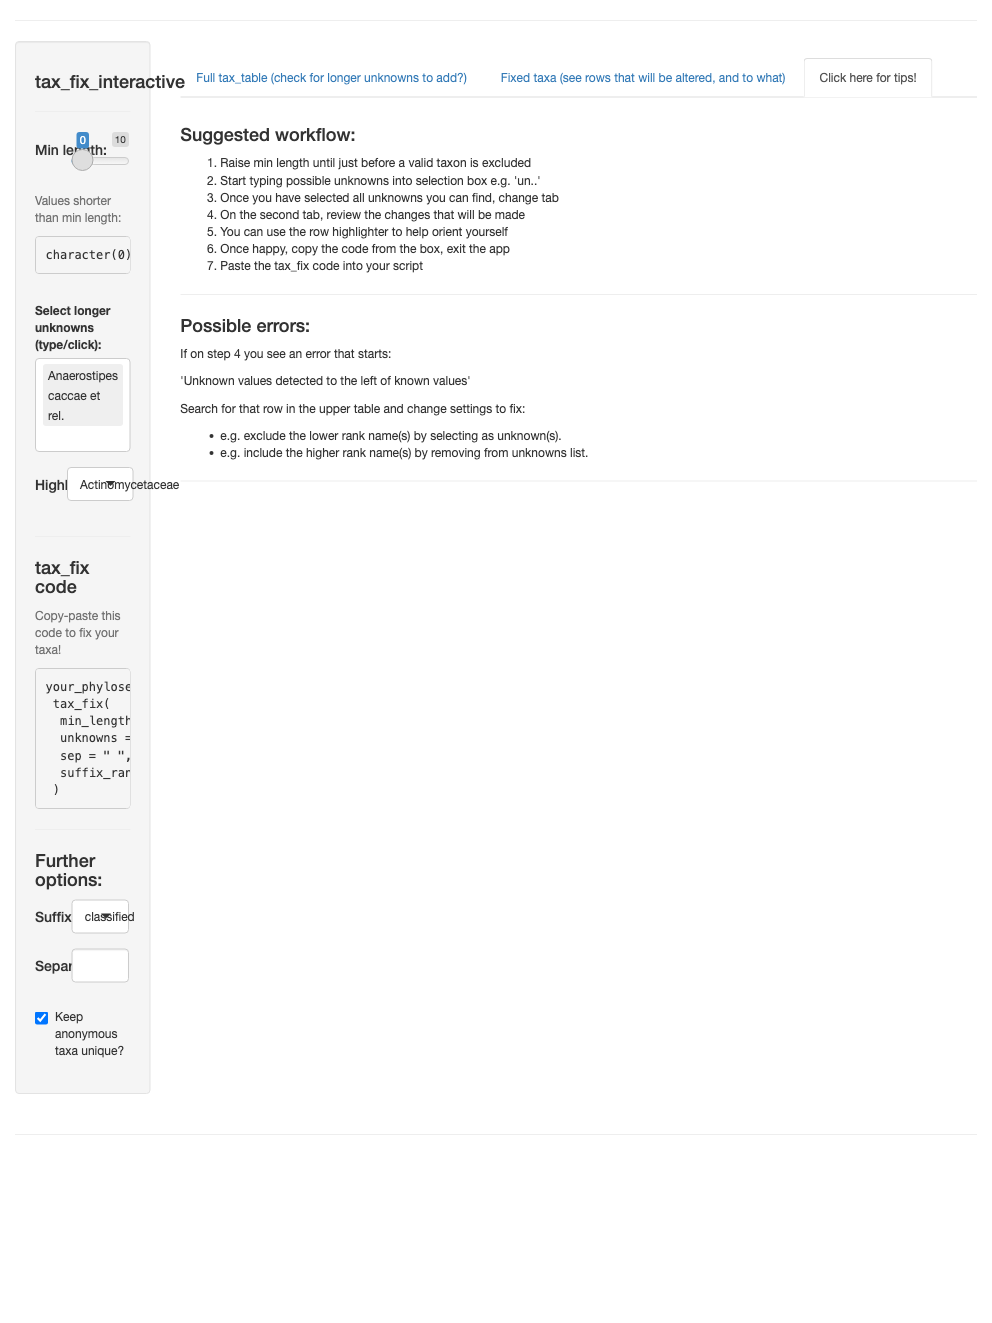 tax_fix_interactive
Min length:
0
10
Values shorter
than min length:
character(0)
Select longer
unknowns
(type/click):
Anaerostipes
caccae et
rel.
Highl
Actinomycetaceae
tax_fix
code
Copy-paste this
code to fix your
taxa!
your_phylose
tax_fix(
min_length
unknowns =
sep = " ",
suffix_ran
)
Further
options:
Suffix
classified
Separ
Keep
anonymous
taxa unique?
Full tax_table (check for longer unknowns to add?)
Fixed taxa (see rows that will be altered, and to what)
Click here for tips!
Suggested workflow:
1. Raise min length until just before a valid taxon is excluded
2. Start typing possible unknowns into selection box e.g. 'un..'
3. Once you have selected all unknowns you can find, change tab
4. On the second tab, review the changes that will be made
5. You can use the row highlighter to help orient yourself
6. Once happy, copy the code from the box, exit the app
7. Paste the tax_fix code into your script
Possible errors:
If on step 4 you see an error that starts:
'Unknown values detected to the left of known values'
Search for that row in the upper table and change settings to fix:
• e.g. exclude the lower rank name(s) by selecting as unknown(s).
• e.g. include the higher rank name(s) by removing from unknowns list.